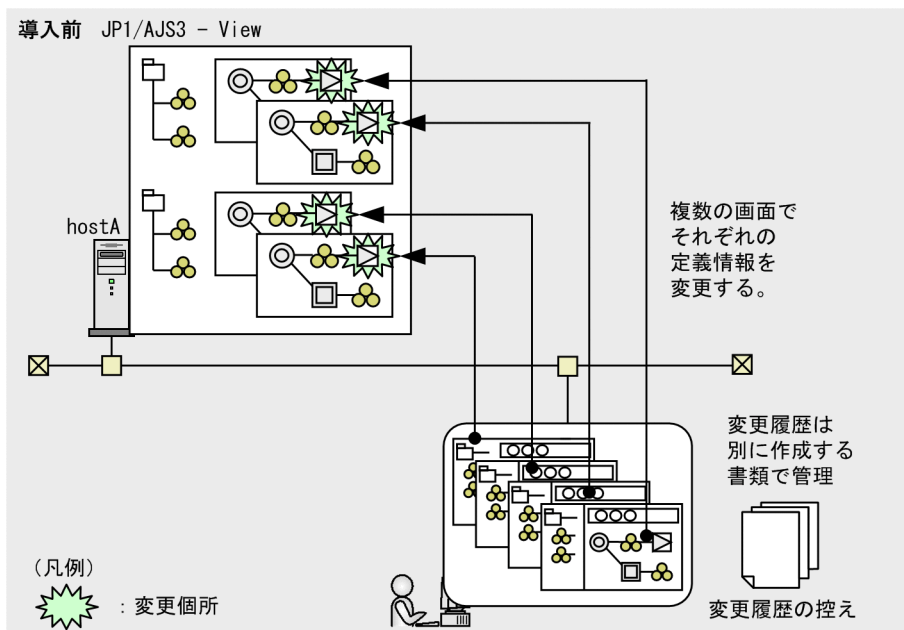 導入前 JP1/AJS3 - View
hostA
複数の画面で
それぞれの
定義情報を
変更する。
変更履歴は
別に作成する
書類で管理
変更履歴の控え
(凡例)
：変更個所